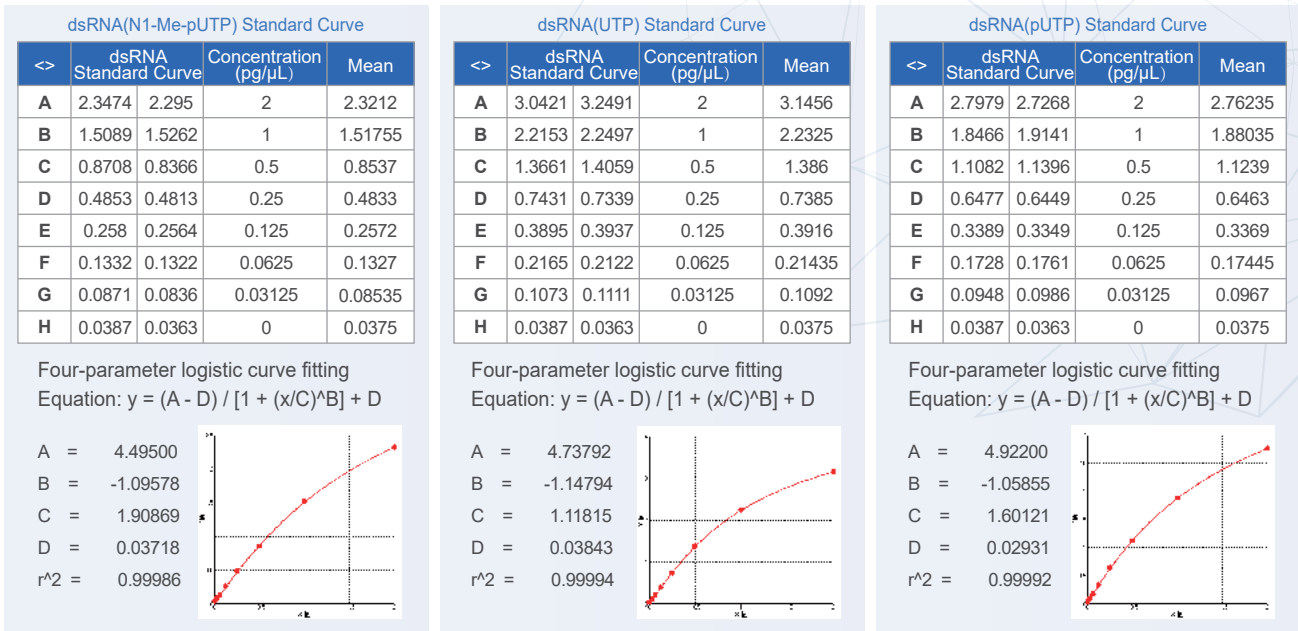 dsRNA(N1-Me-pUTP) Standard Curve
<> dsRNA Standard Curve Concentration (pg/μL) Mean
A 2.3474 2.295 2 2.3212
B 1.5089 1.5262 1 1.51755
C 0.8708 0.8366 0.5 0.8537
D 0.4853 0.4813 0.25 0.4833
E 0.258 0.2564 0.125 0.2572
F 0.1332 0.1322 0.0625 0.1327
G 0.0871 0.0836 0.03125 0.08535
H 0.0387 0.0363 0 0.0375
Four-parameter logistic curve fitting
Equation: y = (A - D) / [1 + (x/C)^B] + D
A = 4.49500
B = -1.09578
C = 1.90869
D = 0.03718
r^2 = 0.99986
dsRNA(UTP) Standard Curve
<> dsRNA Standard Curve Concentration (pg/μL) Mean
A 3.0421 3.2491 2 3.1456
B 2.2153 2.2497 1 2.2325
C 1.3661 1.4059 0.5 1.386
D 0.7431 0.7339 0.25 0.7385
E 0.3895 0.3937 0.125 0.3916
F 0.2165 0.2122 0.0625 0.21435
G 0.1073 0.1111 0.03125 0.1092
H 0.0387 0.0363 0 0.0375
Four-parameter logistic curve fitting
Equation: y = (A - D) / [1 + (x/C)^B] + D
A = 4.73792
B = -1.14794
C = 1.11815
D = 0.03843
r^2 = 0.99994
dsRNA(pUTP) Standard Curve
<> dsRNA Standard Curve Concentration (pg/μL) Mean
A 2.7979 2.7268 2 2.76235
B 1.8466 1.9141 1 1.88035
C 1.1082 1.1396 0.5 1.1239
D 0.6477 0.6449 0.25 0.6463
E 0.3389 0.3349 0.125 0.3369
F 0.1728 0.1761 0.0625 0.17445
G 0.0948 0.0986 0.03125 0.0967
H 0.0387 0.0363 0 0.0375
Four-parameter logistic curve fitting
Equation: y = (A - D) / [1 + (x/C)^B] + D
A = 4.92200
B = -1.05855
C = 1.60121
D = 0.02931
r^2 = 0.99992